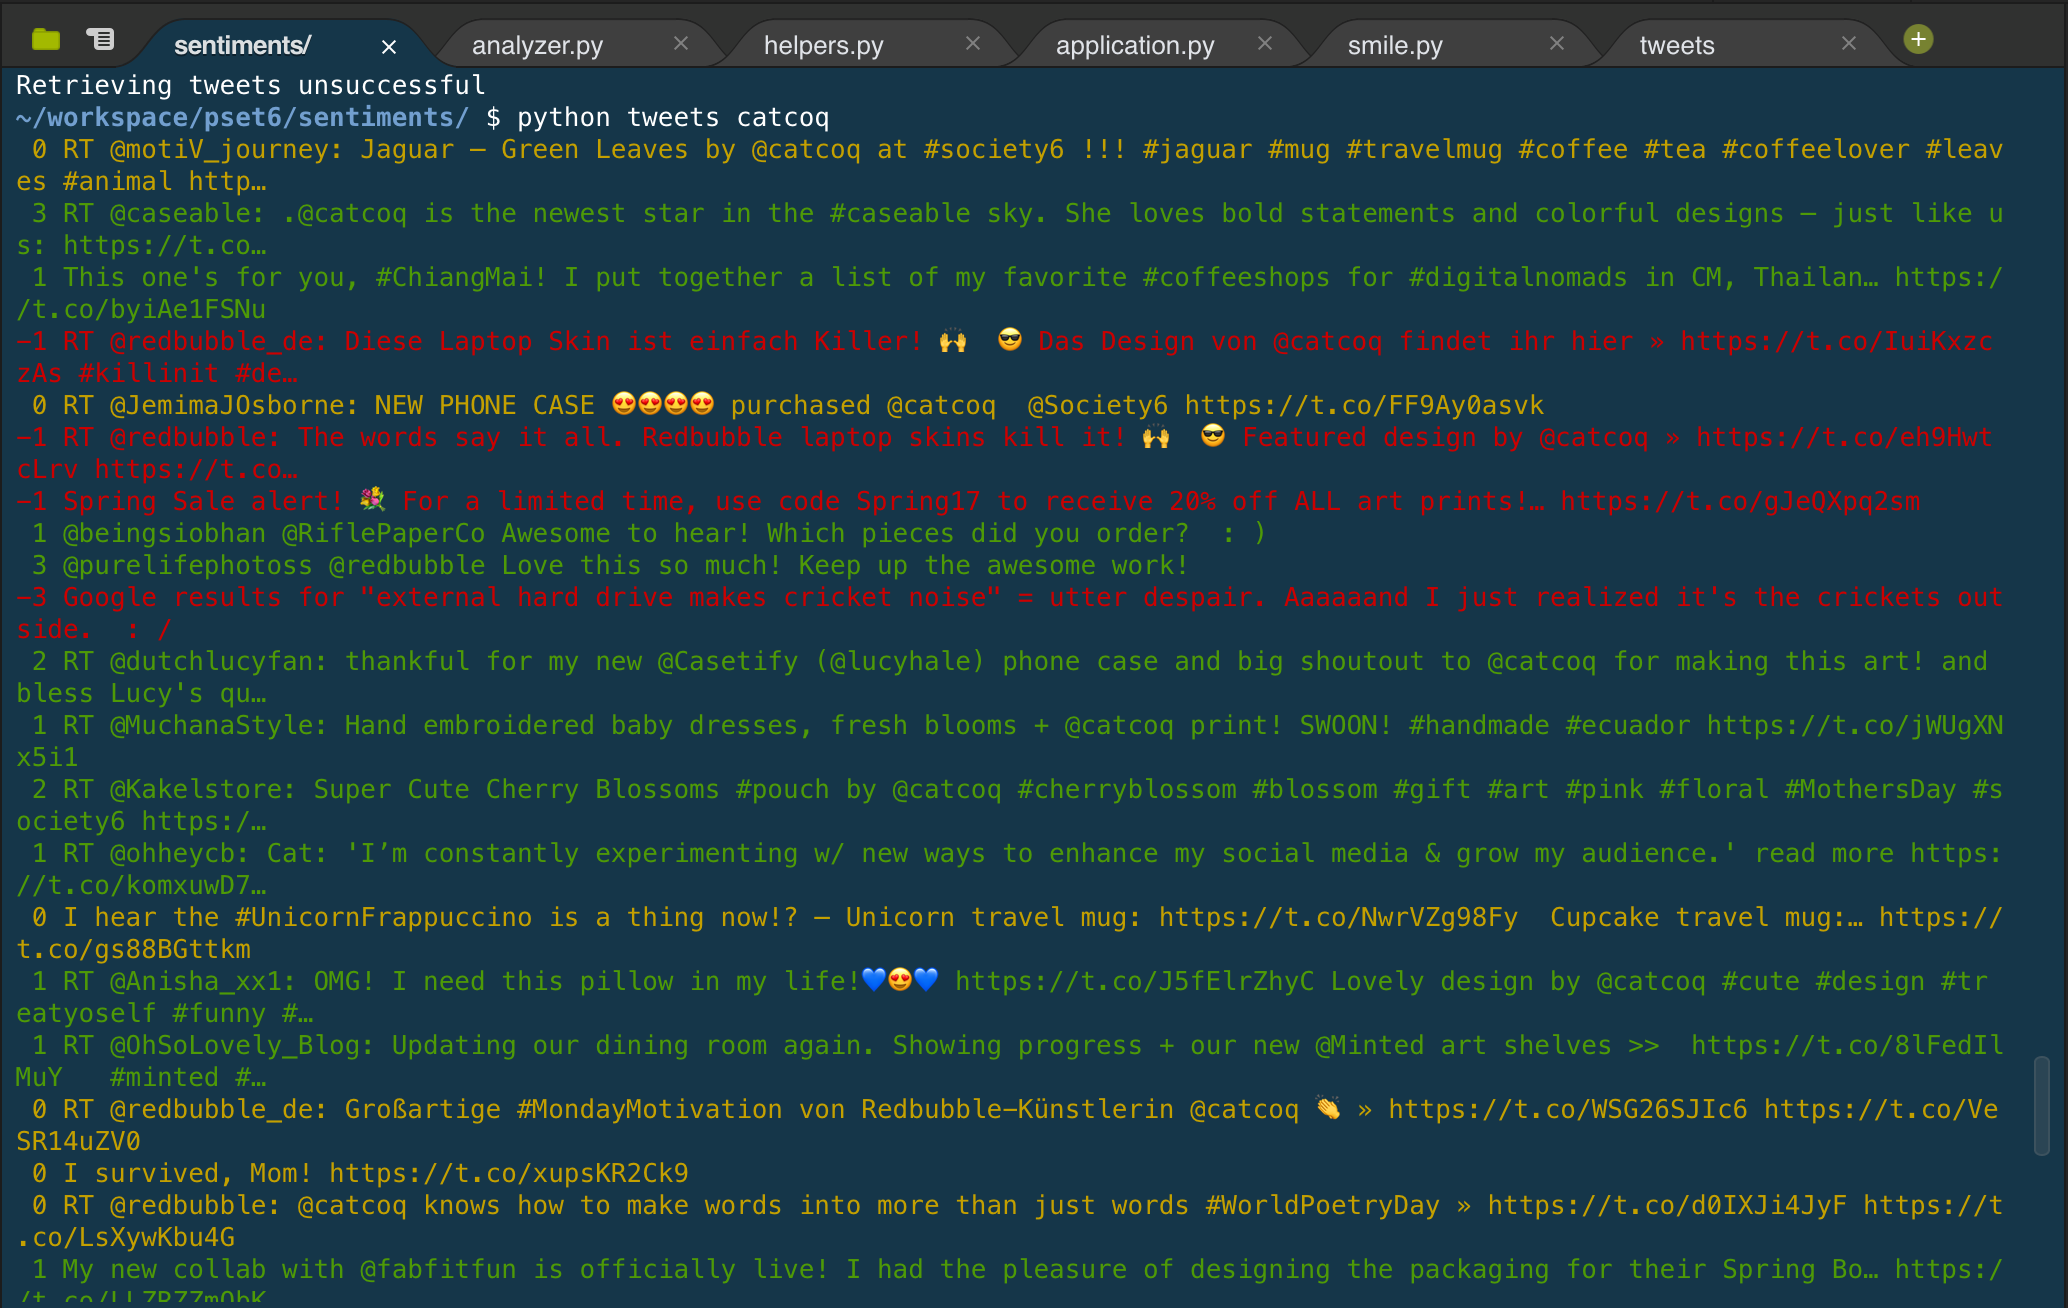 sentiments/ × analyzer.py × helpers.py × application.py × smile.py × tweets ×
Retrieving tweets unsuccessful
~/workspace/pset6/sentiments/ $ python tweets catcoq
0 RT @motiV_journey: Jaguar – Green Leaves by @catcoq at #society6 !!! #jaguar #mug #travelmug #coffee #tea #coffeelover #leav
es #animal http…
3 RT @caseable: .@catcoq is the newest star in the #caseable sky. She loves bold statements and colorful designs – just like u
s: https://t.co…
1 This one's for you, #ChiangMai! I put together a list of my favorite #coffeeshops for #digitalnomads in CM, Thailan… https:/
/t.co/byiAe1FSNu
-1 RT @redbubble_de: Diese Laptop Skin ist einfach Killer! 🙌 😎 Das Design von @catcoq findet ihr hier » https://t.co/IuiKxzc
zAs #killinit #de…
0 RT @JemimaJOsborne: NEW PHONE CASE 😍😍😍😍 purchased @catcoq @Society6 https://t.co/FF9Ay0asvk
-1 RT @redbubble: The words say it all. Redbubble laptop skins kill it! 🙌 😎 Featured design by @catcoq » https://t.co/eh9Hwt
cLrv https://t.co…
-1 Spring Sale alert! 💐 For a limited time, use code Spring17 to receive 20% off ALL art prints!… https://t.co/gJeQXpq2sm
1 @beingsiobhan @RiflePaperCo Awesome to hear! Which pieces did you order? : )
3 @purelifephotoss @redbubble Love this so much! Keep up the awesome work!
-3 Google results for "external hard drive makes cricket noise" = utter despair. Aaaaaand I just realized it's the crickets out
side. : /
2 RT @dutchlucyfan: thankful for my new @Casetify (@lucyhale) phone case and big shoutout to @catcoq for making this art! and
bless Lucy's qu…
1 RT @MuchanaStyle: Hand embroidered baby dresses, fresh blooms + @catcoq print! SWOON! #handmade #ecuador https://t.co/jWUgXN
x5i1
2 RT @Kakelstore: Super Cute Cherry Blossoms #pouch by @catcoq #cherryblossom #blossom #gift #art #pink #floral #MothersDay #s
ociety6 https:/…
1 RT @ohheycb: Cat: 'I’m constantly experimenting w/ new ways to enhance my social media & grow my audience.' read more https:
//t.co/komxuwD7…
0 I hear the #UnicornFrappuccino is a thing now!? – Unicorn travel mug: https://t.co/NwrVZg98Fy Cupcake travel mug:… https://
t.co/gs88BGttkm
1 RT @Anisha_xx1: OMG! I need this pillow in my life!💙😍💙 https://t.co/J5fElrZhyC Lovely design by @catcoq #cute #design #tr
eatyoself #funny #…
1 RT @OhSoLovely_Blog: Updating our dining room again. Showing progress + our new @Minted art shelves >> https://t.co/8lFedIl
MuY #minted #…
0 RT @redbubble_de: Großartige #MondayMotivation von Redbubble-Künstlerin @catcoq 👏 » https://t.co/WSG26SJIc6 https://t.co/Ve
SR14uZV0
0 I survived, Mom! https://t.co/xupsKR2Ck9
0 RT @redbubble: @catcoq knows how to make words into more than just words #WorldPoetryDay » https://t.co/d0IXJi4JyF https://t
.co/LsXywKbu4G
1 My new collab with @fabfitfun is officially live! I had the pleasure of designing the packaging for their Spring Bo… https:/